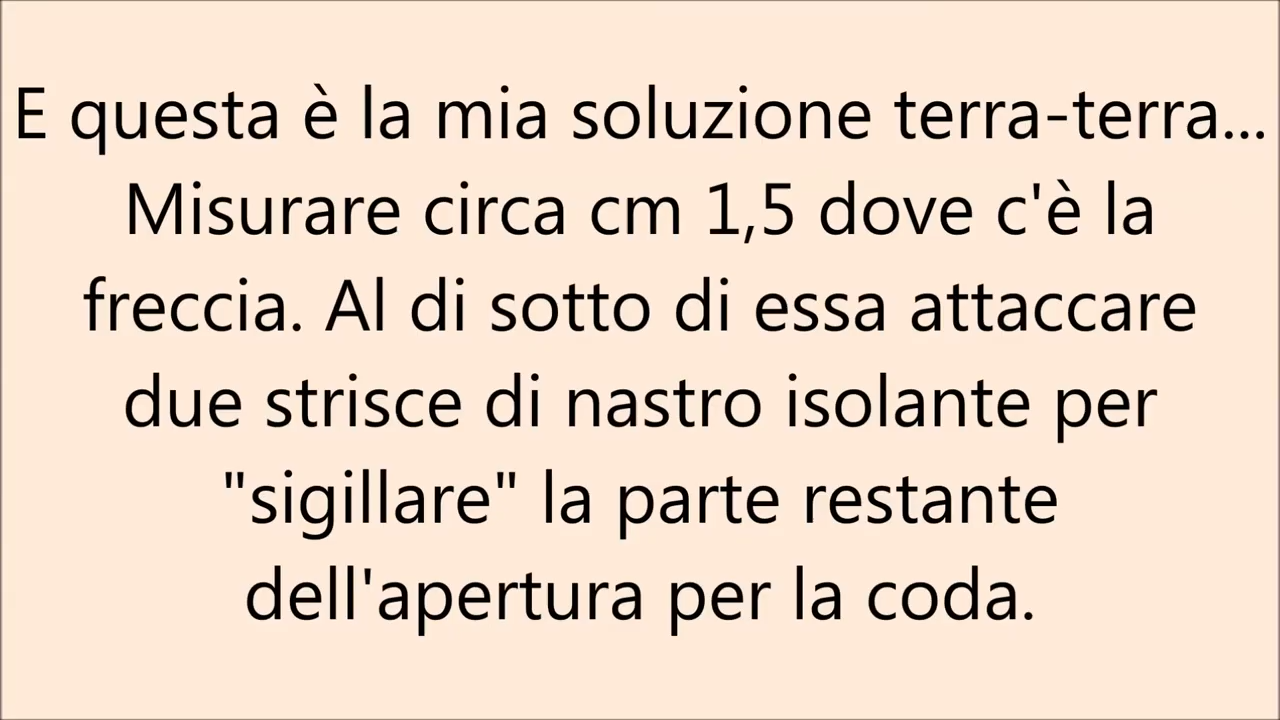 E questa è la mia soluzione terra-terra...
Misurare circa cm 1,5 dove c'è la
freccia. Al di sotto di essa attaccare
due strisce di nastro isolante per
"sigillare" la parte restante
dell'apertura per la coda.